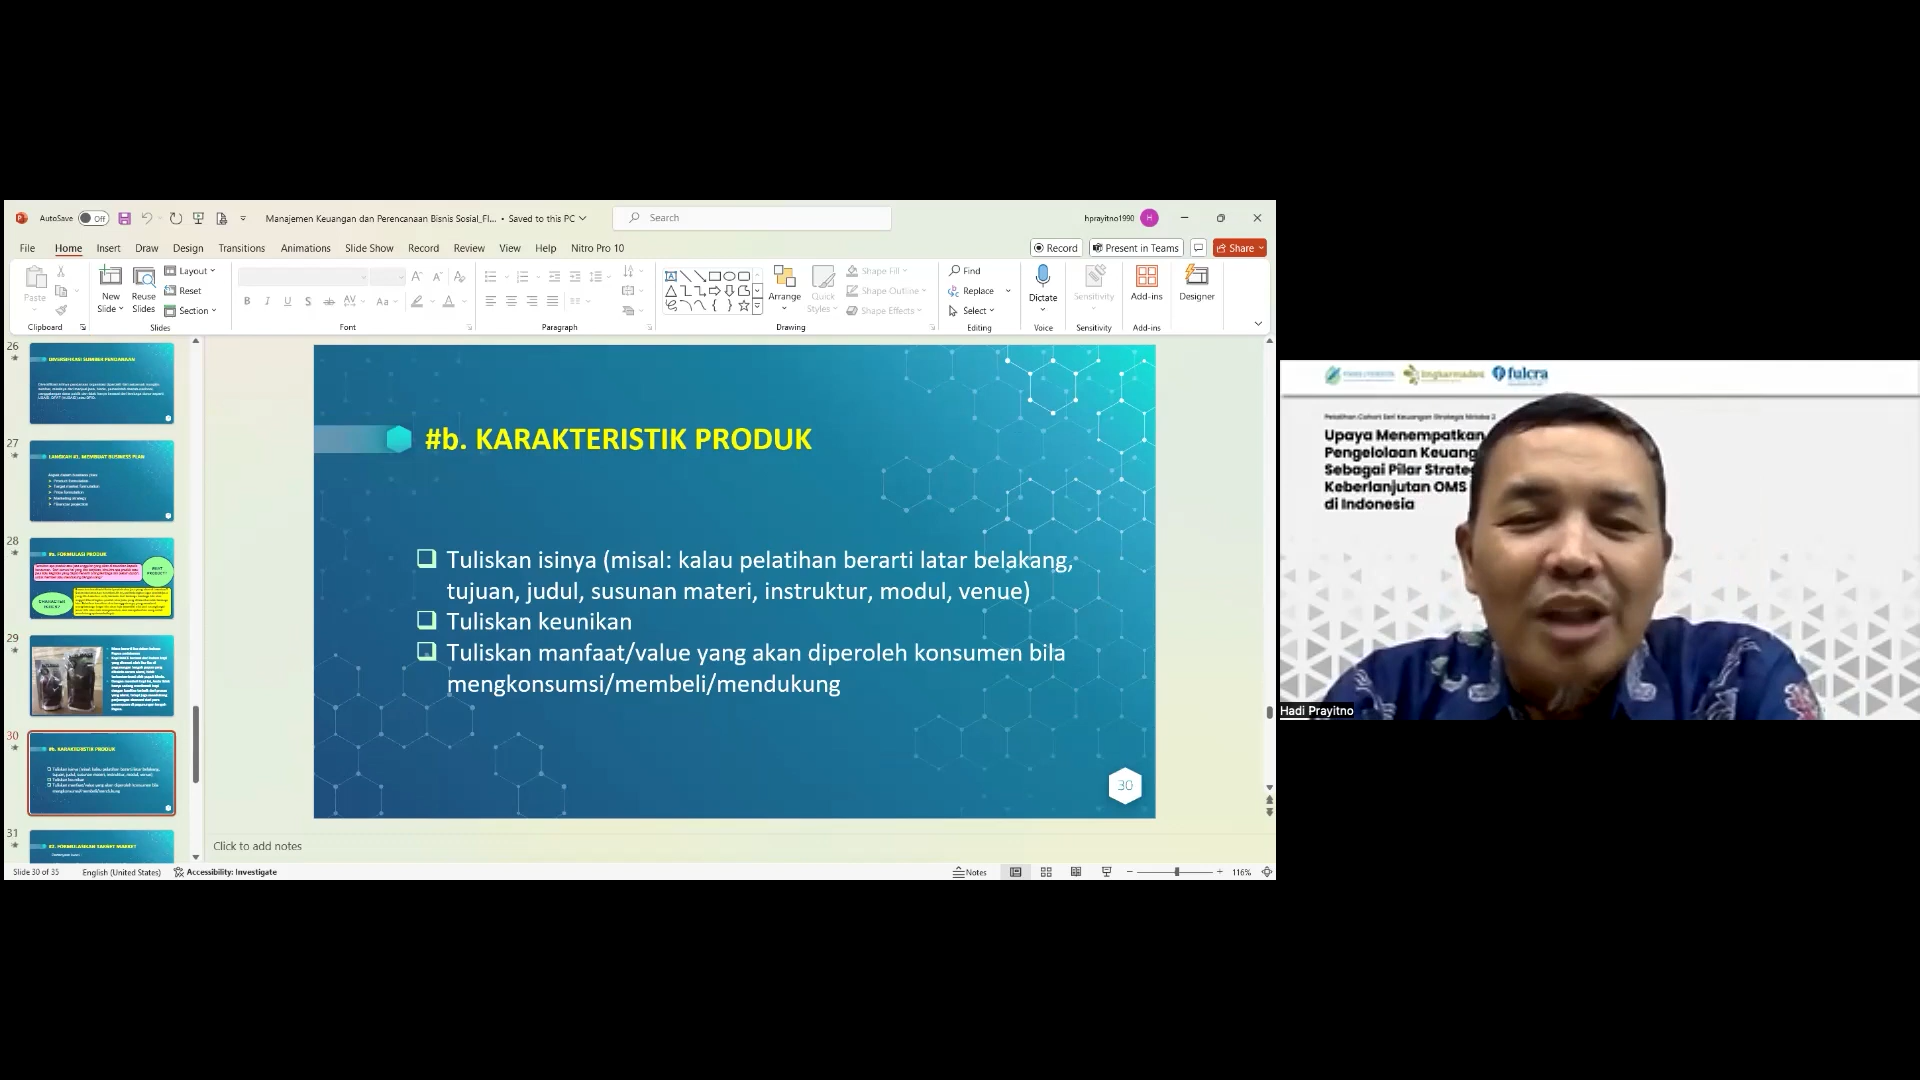 AutoSave
Off
Manajemen Keuangan dan Perencanaan Bisnis Sosial_FI... • Saved to this PC
Search
hprayitno1990
H
File Home Insert Draw Design Transitions Animations Slide Show Record Review View Help Nitro Pro 10
Record
Present in Teams
Share
Paste
New
Slide
Reuse
Slides
Layout
Reset
Section
Arrange
Quick
Styles
Shape Fill
Shape Outline
Shape Effects
Find
Replace
Select
Dictate
Sensitivity
Add-ins
Designer
Clipboard Slides Font Paragraph Drawing Editing Voice Sensitivity Add-ins
26
DIVERSIFIKASI SUMBER PENDANAAN
27
LANGKAH #1. MEMBUAT BUSINESS PLAN
28
#a. FORMULASI PRODUK
29
30
#b. KARAKTERISTIK PRODUK
31
#2. FORMULASIKAN TARGET MARKET
#b. KARAKTERISTIK PRODUK
Tuliskan isinya (misal: kalau pelatihan berarti latar belakang,
tujuan, judul, susunan materi, instruktur, modul, venue)
Tuliskan keunikan
Tuliskan manfaat/value yang akan diperoleh konsumen bila
mengkonsumsi/membeli/mendukung
30
Click to add notes
Slide 30 of 35
English (United States)
Accessibility: Investigate
Notes
116%
fulcra
Pelatihan Cohort Seri Keuangan Strategis
Upaya Menempatkan
Pengelolaan Keuang
Sebagai Pilar Strate
Keberlanjutan OMS
di Indonesia
Hadi Prayitno